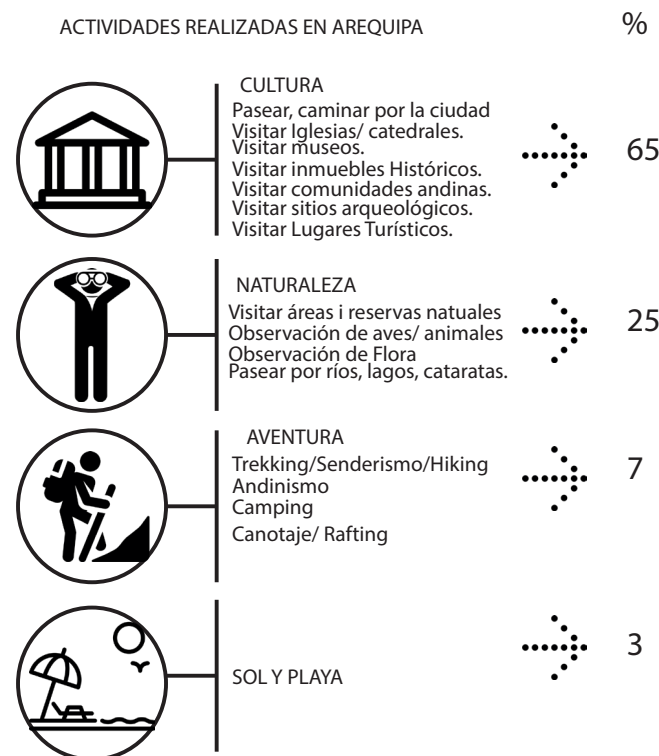 ACTIVIDADES REALIZADAS EN AREQUIPA %
CULTURA
Pasear, caminar por la ciudad
Visitar Iglesias/ catedrales.
Visitar museos.
Visitar inmuebles Históricos.
Visitar comunidades andinas.
Visitar sitios arqueológicos.
Visitar Lugares Turísticos.
65
NATURALEZA
Visitar áreas i reservas natuales
Observación de aves/ animales
Observación de Flora
Pasear por ríos, lagos, cataratas.
25
AVENTURA
Trekking/Senderismo/Hiking
Andinismo
Camping
Canotaje/ Rafting
7
SOL Y PLAYA
3